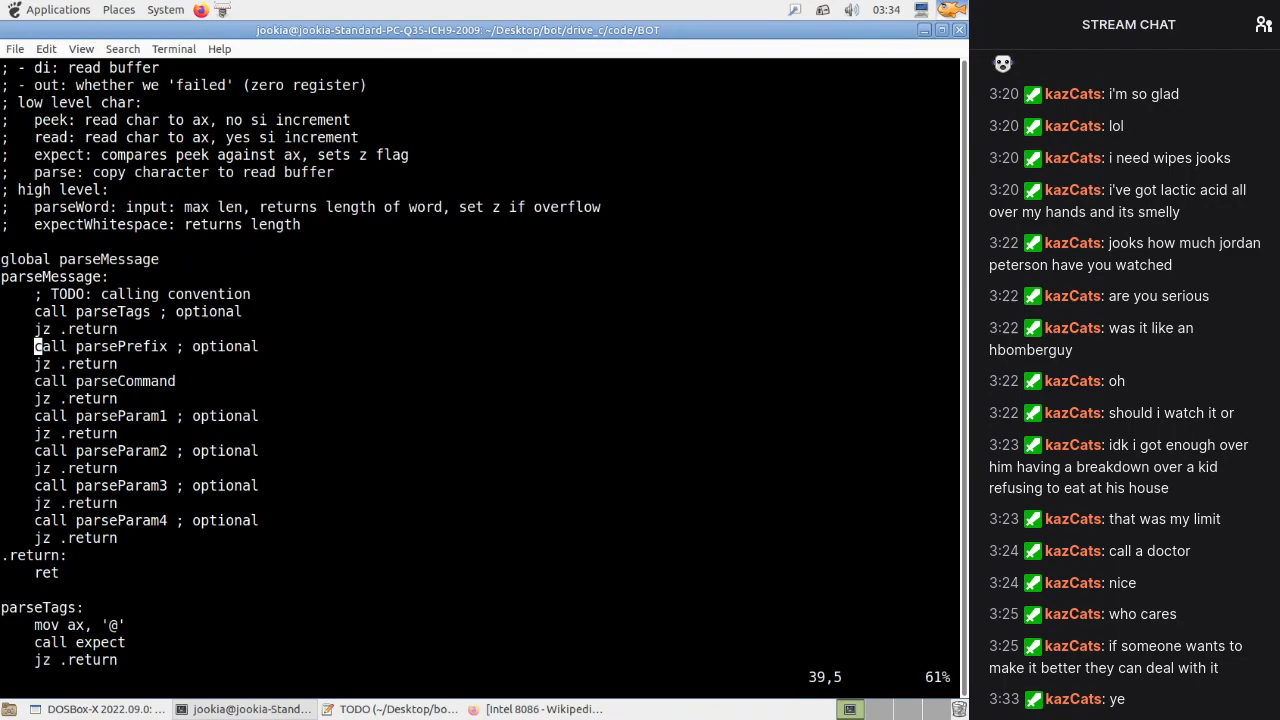 Applications Places System 03:34
jookia@jookia-Standard-PC-Q35-ICH9-2009: ~/Desktop/bot/drive_c/code/BOT
File Edit View Search Terminal Help
; - di: read buffer
; - out: whether we 'failed' (zero register)
; low level char:
;   peek: read char to ax, no si increment
;   read: read char to ax, yes si increment
;   expect: compares peek against ax, sets z flag
;   parse: copy character to read buffer
; high level:
;   parseWord: input: max len, returns length of word, set z if overflow
;   expectWhitespace: returns length
global parseMessage
parseMessage:
    ; TODO: calling convention
    call parseTags ; optional
    jz .return
    call parsePrefix ; optional
    jz .return
    call parseCommand
    jz .return
    call parseParam1 ; optional
    jz .return
    call parseParam2 ; optional
    jz .return
    call parseParam3 ; optional
    jz .return
    call parseParam4 ; optional
    jz .return
.return:
    ret
parseTags:
    mov ax, '@'
    call expect
    jz .return
39,5 61%
DOSBox-X 2022.09.0: ... jookia@jookia-Stand... TODO (~/Desktop/bo... [Intel 8086 - Wikipedi...
STREAM CHAT
3:20 kazCats: i'm so glad
3:20 kazCats: lol
3:20 kazCats: i need wipes jooks
3:20 kazCats: i've got lactic acid all
over my hands and its smelly
3:22 kazCats: jooks how much jordan
peterson have you watched
3:22 kazCats: are you serious
3:22 kazCats: was it like an
hbomberguy
3:22 kazCats: oh
3:22 kazCats: should i watch it or
3:23 kazCats: idk i got enough over
him having a breakdown over a kid
refusing to eat at his house
3:23 kazCats: that was my limit
3:24 kazCats: call a doctor
3:24 kazCats: nice
3:25 kazCats: who cares
3:25 kazCats: if someone wants to
make it better they can deal with it
3:33 kazCats: ye